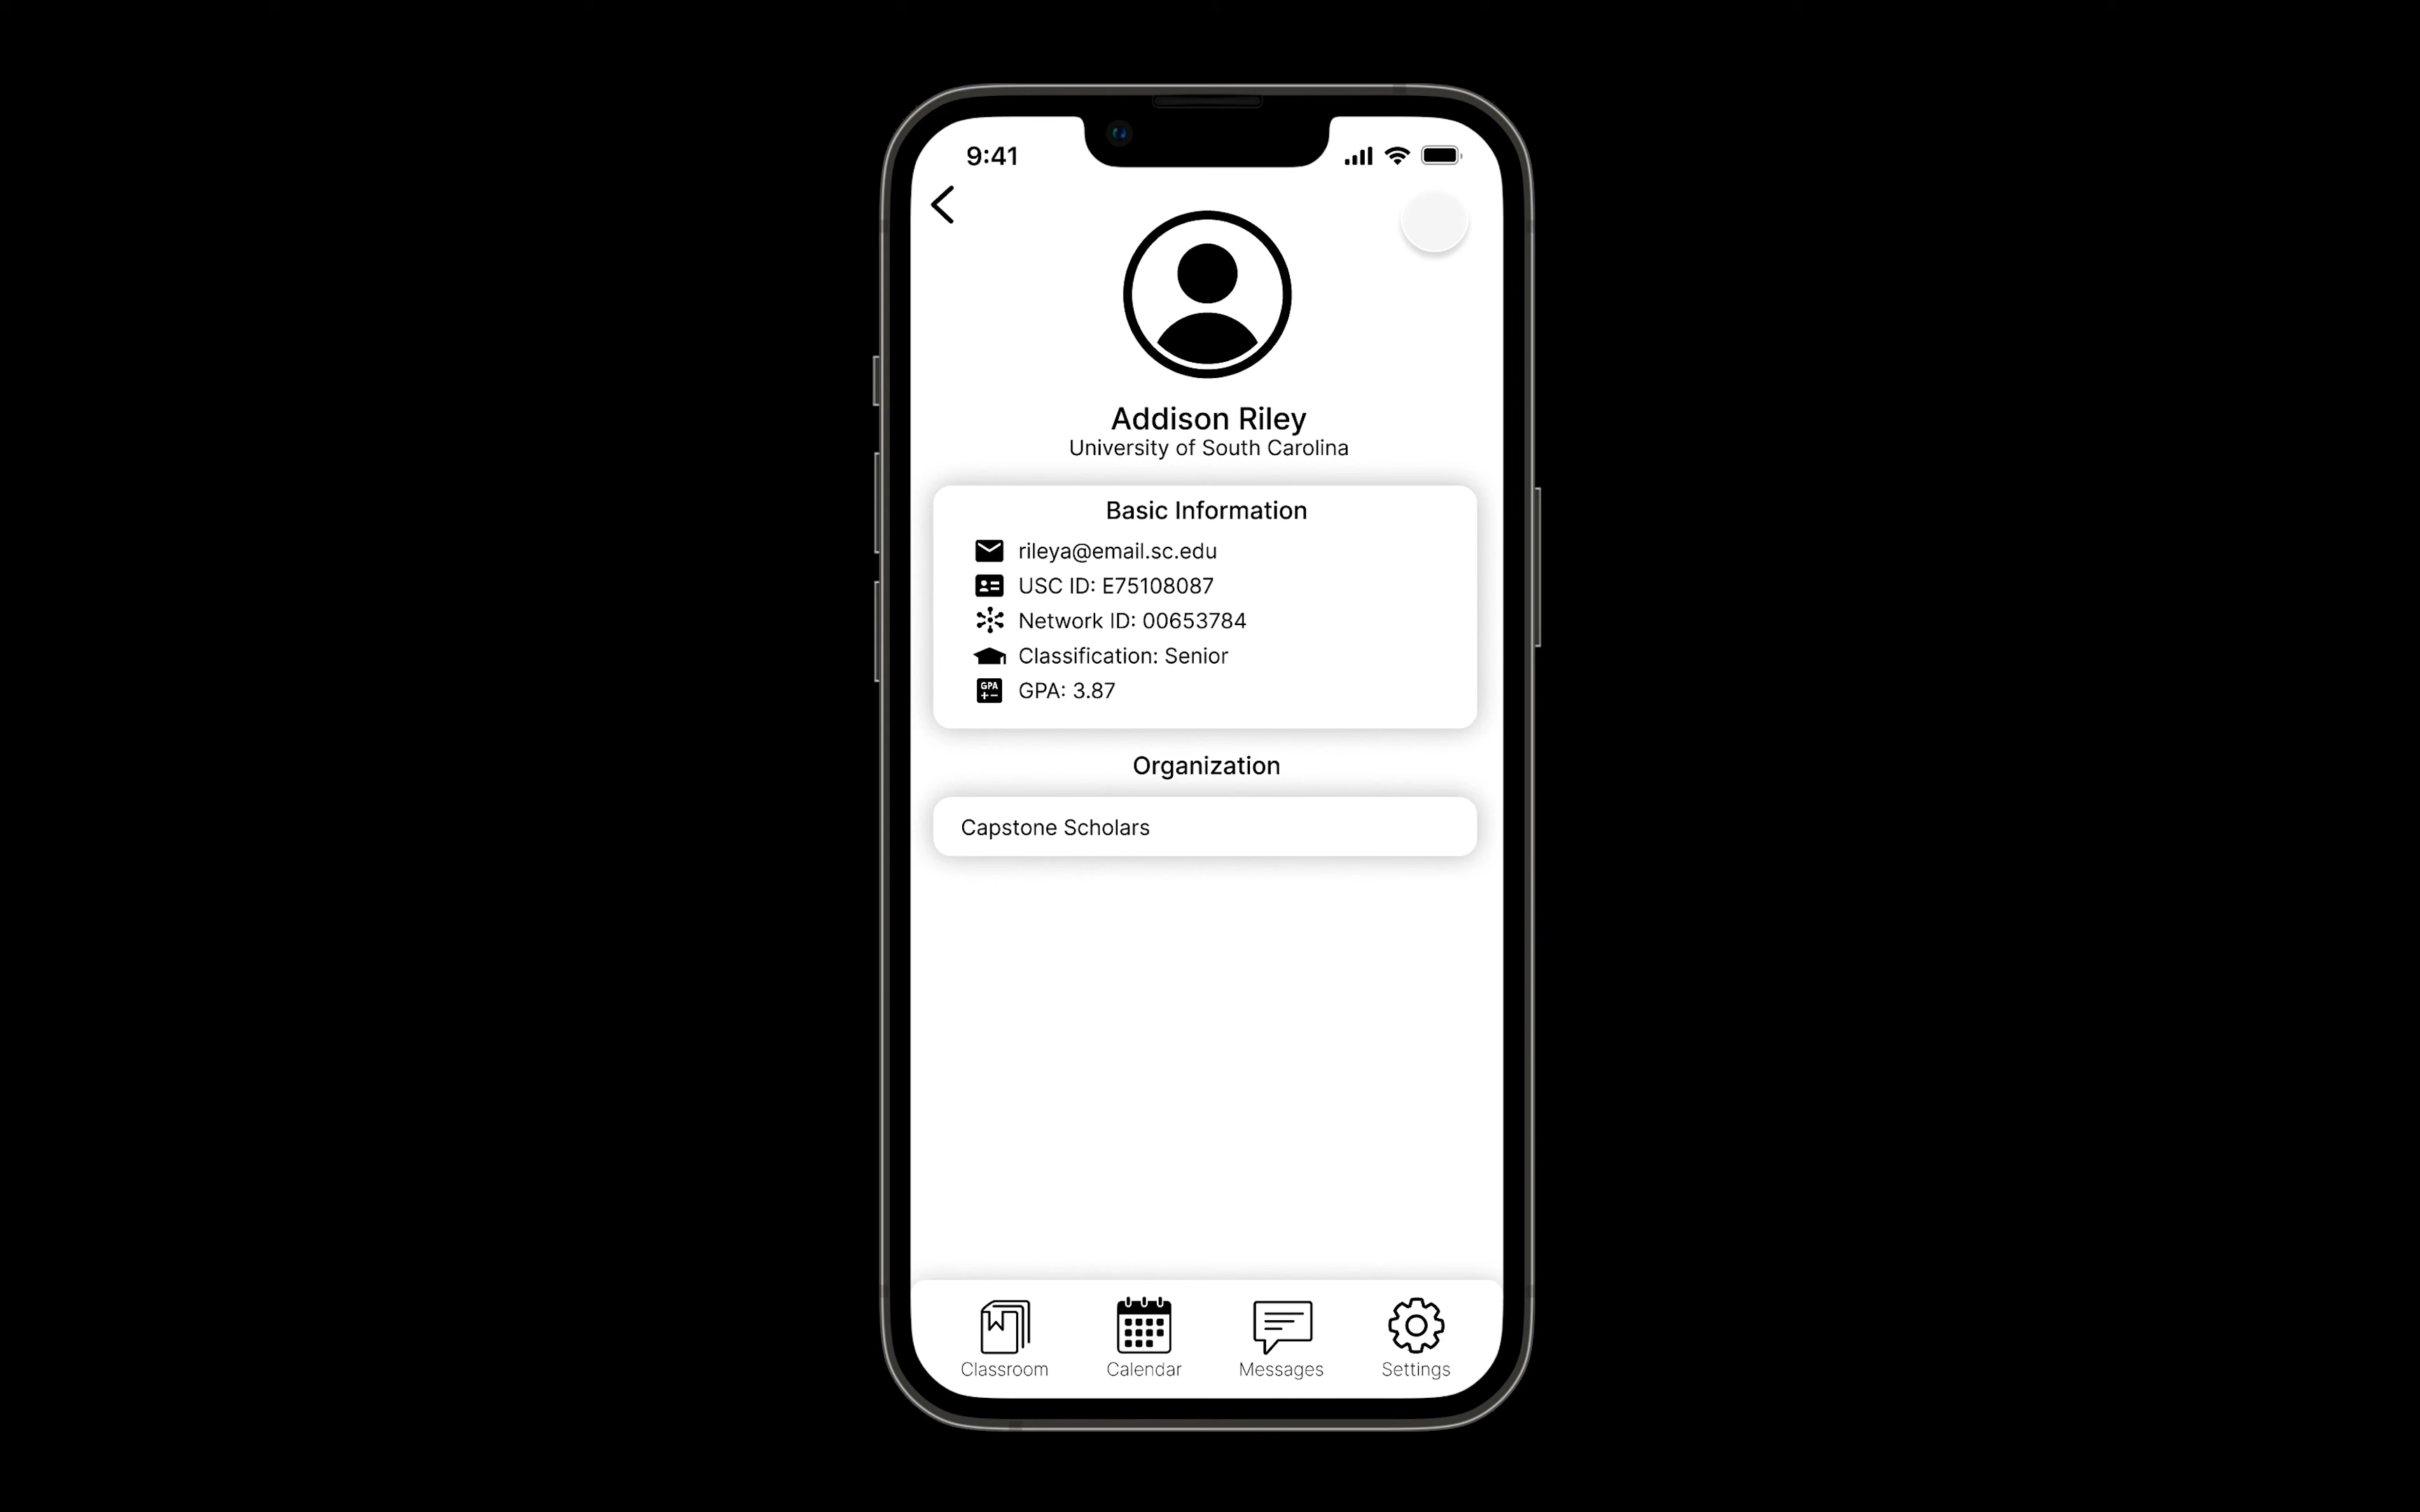 9:41
Addison Riley
University of South Carolina
Basic Information
rileya@email.sc.edu
USC ID: E75108087
Network ID: 00653784
Classification: Senior
GPA
GPA: 3.87
Organization
Capstone Scholars
Classroom
Calendar
Messages
Settings